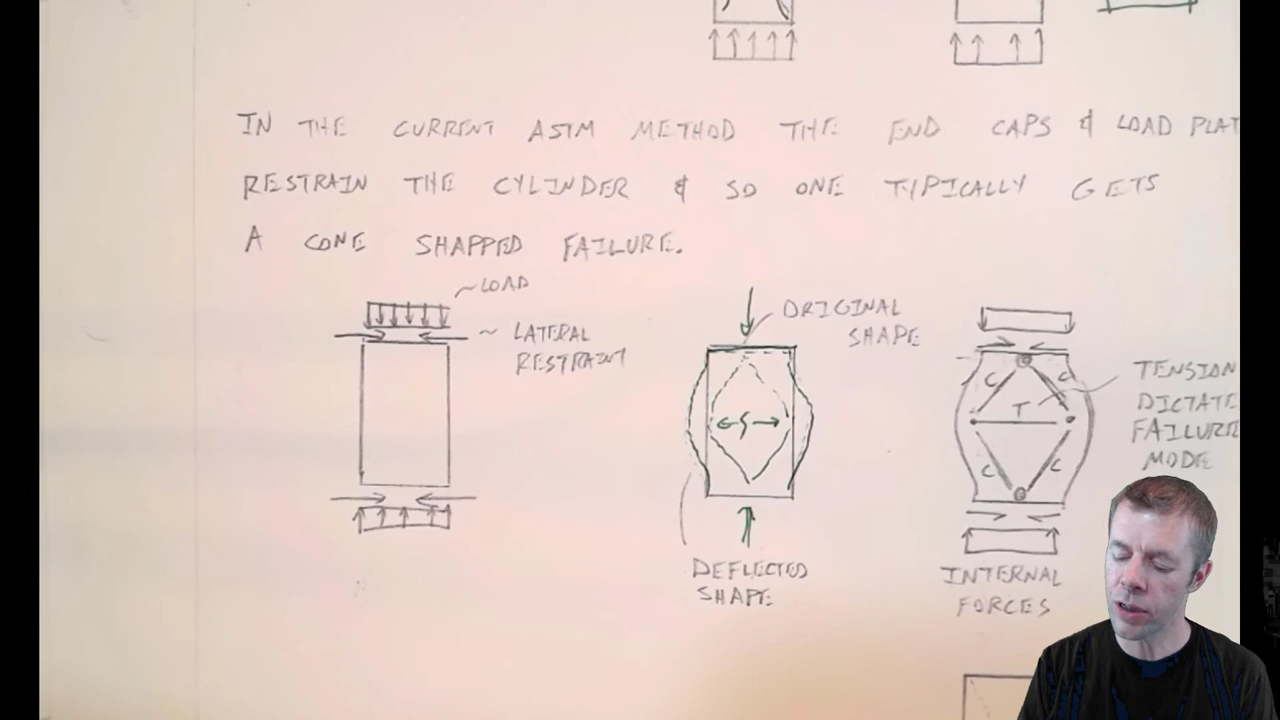 IN THE CURRENT ASTM METHOD THE END CAPS & LOAD PLAT
RESTRAIN THE CYLINDER & SO ONE TYPICALLY GETS
A CONE SHAPPED FAILURE.
LOAD
LATERAL
RESTRAINT
ORIGINAL
SHAPE
DEFLECTED
SHAPE
C
C
T
C
C
TENSION
DICTATE
FAILURE
MODE
INTERNAL
FORCES